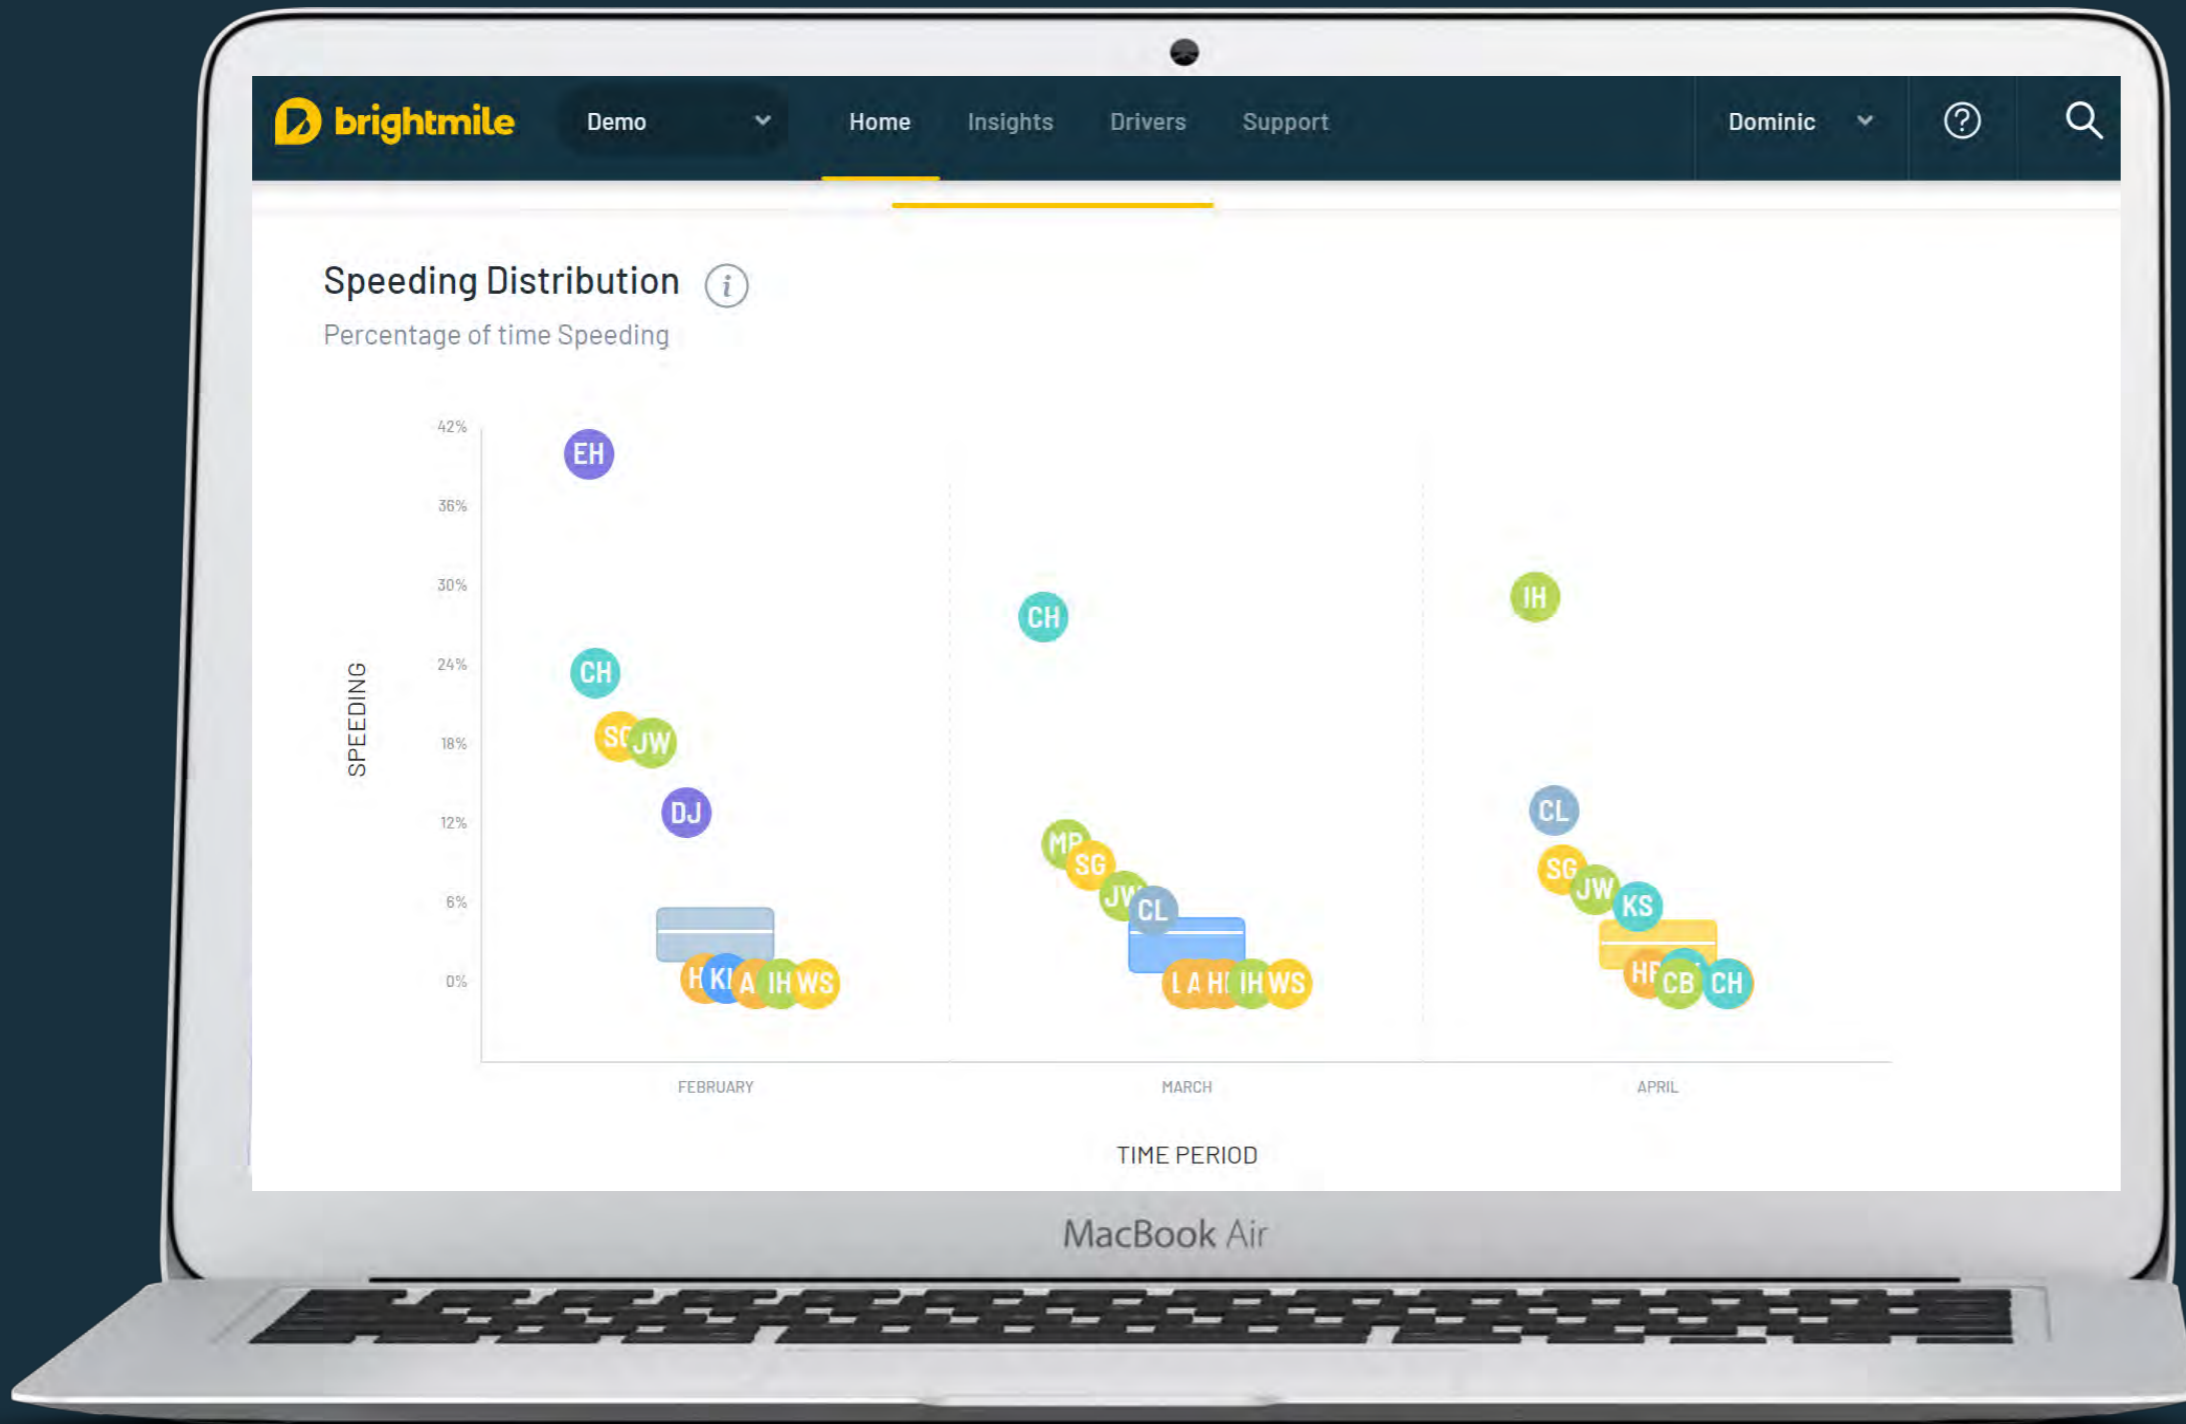 brightmile
Demo
Home
Insights
Drivers
Support
Dominic
?
Speeding Distribution i
Percentage of time Speeding
42%
36%
30%
24%
18%
12%
6%
0%
SPEEDING
EH
CH
JW
DJ
IH
WS
CH
SG
CL
IH
WS
IH
CL
SG
JW
KS
CB
CH
FEBRUARY
MARCH
APRIL
TIME PERIOD
MacBook Air